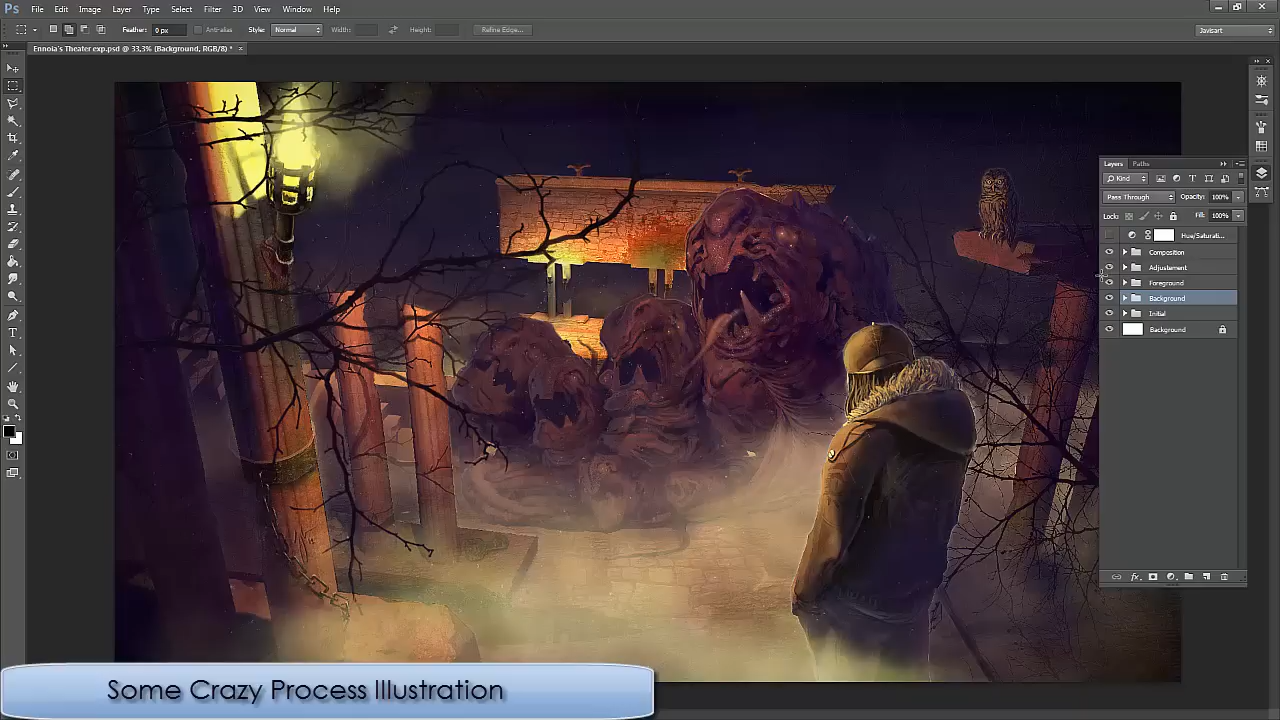 Ps File Edit Image Layer Type Select Filter 3D View Window Help
Feather: 0 px Anti-alias Style: Normal Width: Height: Refine Edge... Javisart
Ennoia's Theater exp.psd @ 33,3% (Background, RGB/8) * ×
Layers Paths
Kind
Pass Through Opacity: 100%
Lock: Fill: 100%
Hue/Saturati...
Composition
Adjustement
Foreground
Background
Initial
Background
fx
Some Crazy Process Illustration